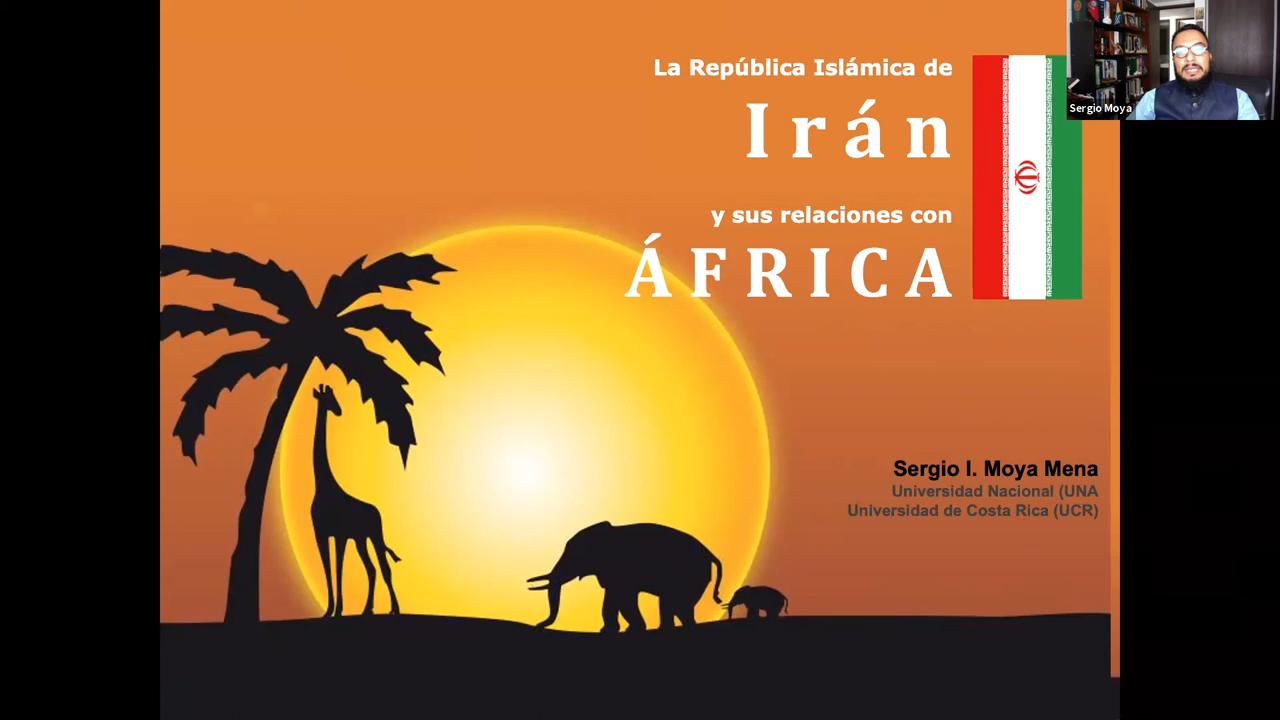 La República Islámica de
Irán
y sus relaciones con
ÁFRICA
Sergio Moya
Sergio I. Moya Mena
Universidad Nacional (UNA
Universidad de Costa Rica (UCR)